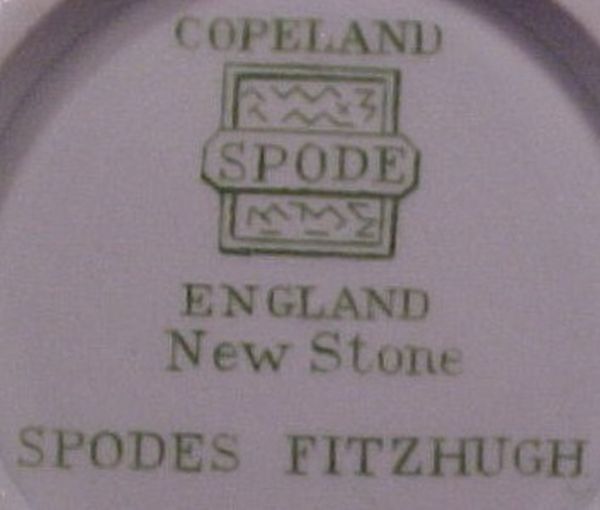 COPELAND
SPODE
ENGLAND
New Stone
SPODES FITZHUGH